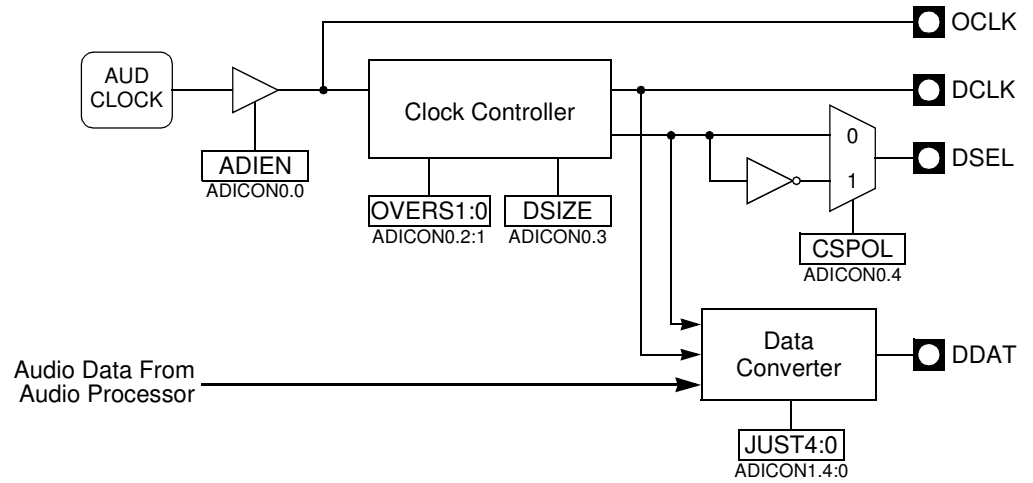 OCLK
AUD
CLOCK
DCLK
Clock Controller
0
DSEL
1
ADIEN
ADICON0.0
OVERS1:0
ADICON0.2:1
DSIZE
ADICON0.3
CSPOL
ADICON0.4
Data
Converter
DDAT
Audio Data From
Audio Processor
JUST4:0
ADICON1.4:0